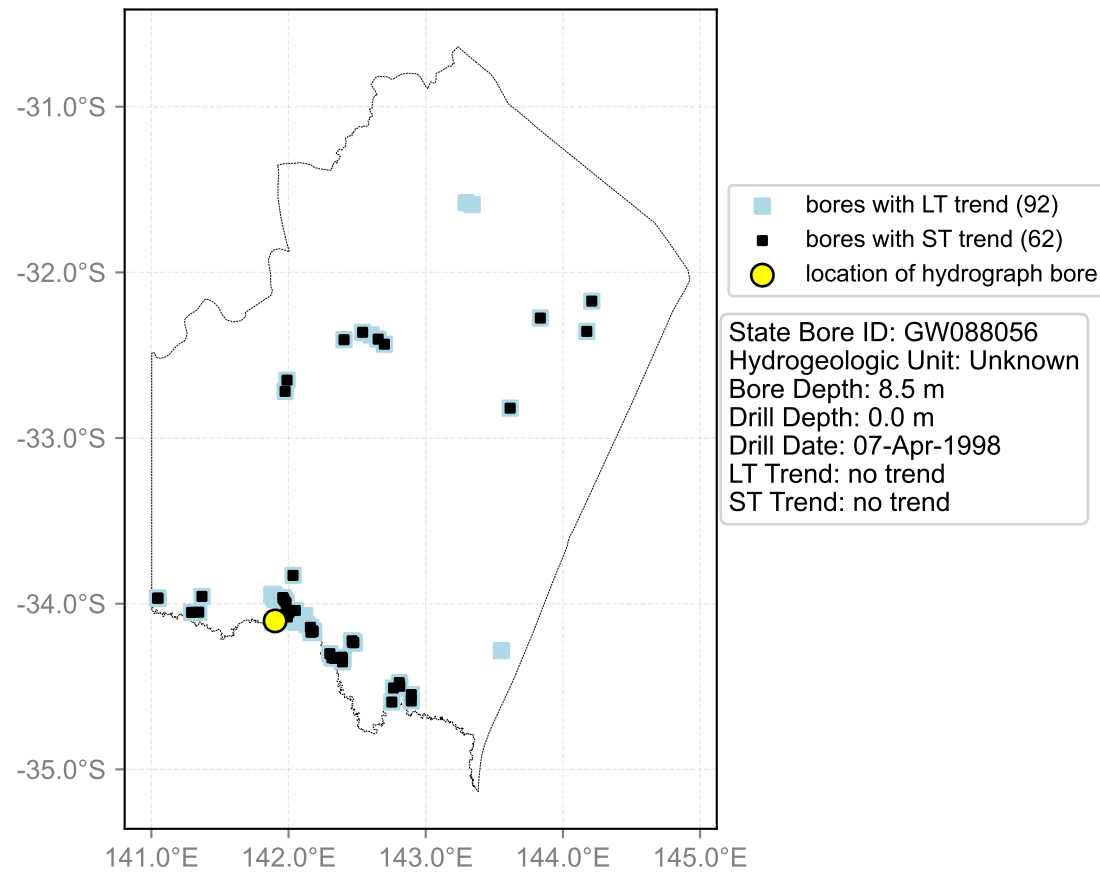 -31.0°S
-32.0°S
-33.0°S
-34.0°S
-35.0°S
141.0°E 142.0°E 143.0°E 144.0°E 145.0°E
bores with LT trend (92)
bores with ST trend (62)
location of hydrograph bore
State Bore ID: GW088056
Hydrogeologic Unit: Unknown
Bore Depth: 8.5 m
Drill Depth: 0.0 m
Drill Date: 07-Apr-1998
LT Trend: no trend
ST Trend: no trend